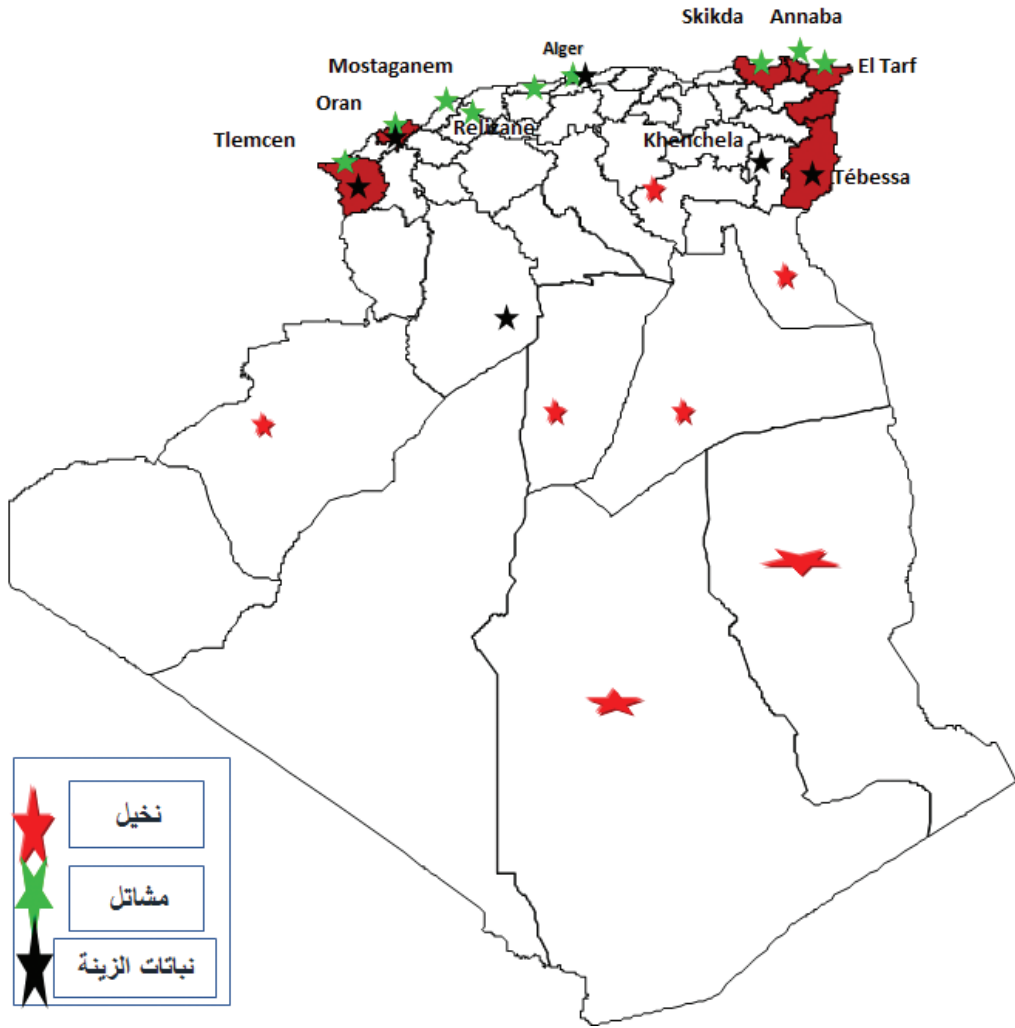 Skikda
Annaba
Alger
El Tarf
Mostaganem
Oran
Relizane
Tlemcen
Khenchela
Tébessa
نخيل
مشاتل
نباتات الزينة